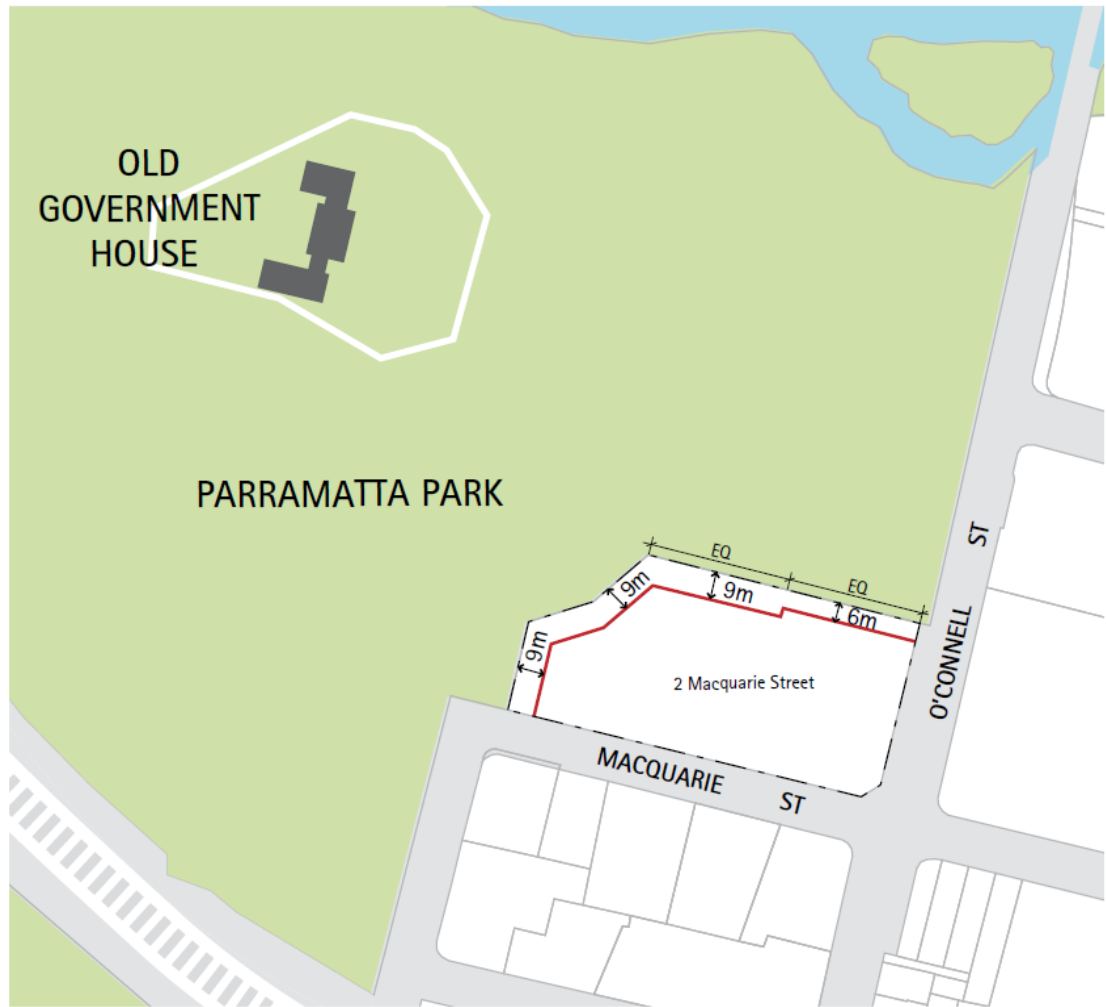 OLD
GOVERNMENT
HOUSE
PARRAMATTA PARK
EQ
EQ
9m
9m
6m
9m
2 Macquarie Street
O'CONNELL ST
MACQUARIE ST